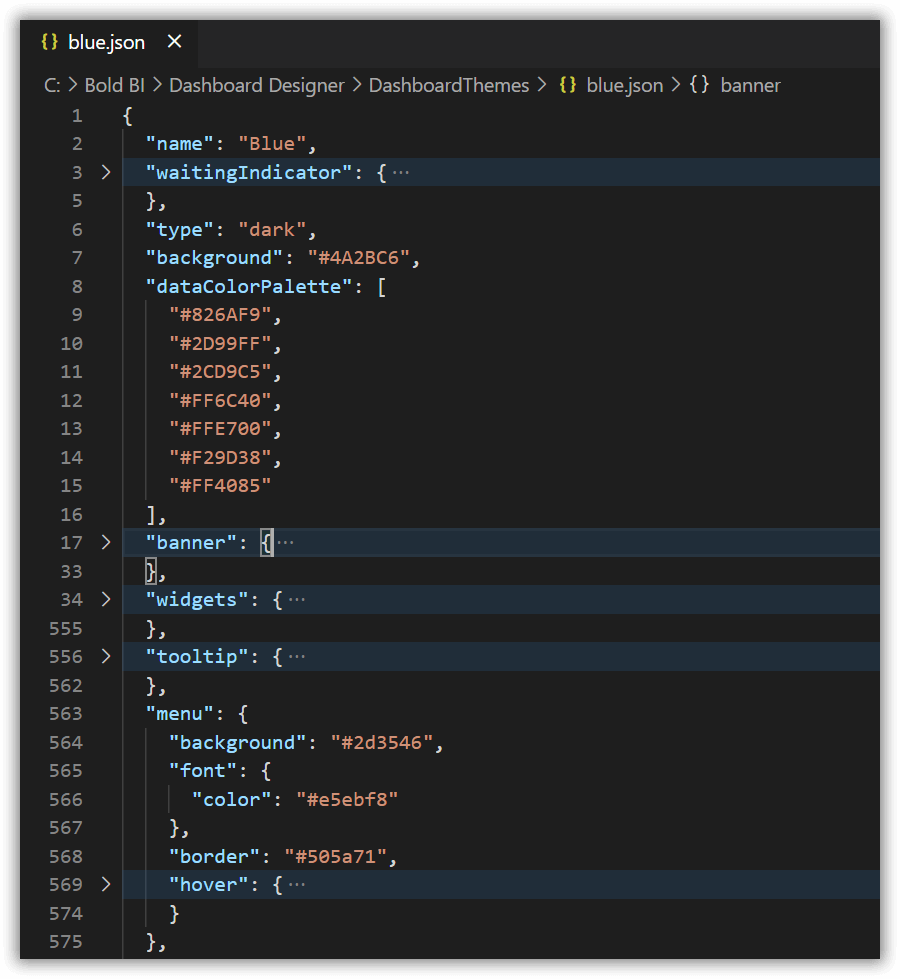 {} blue.json ×
C: > Bold BI > Dashboard Designer > DashboardThemes > {} blue.json > {} banner
1 {
2 "name": "Blue",
3 > "waitingIndicator": { ···
5 },
6 "type": "dark",
7 "background": "#4A2BC6",
8 "dataColorPalette": [
9 "#826AF9",
10 "#2D99FF",
11 "#2CD9C5",
12 "#FF6C40",
13 "#FFE700",
14 "#F29D38",
15 "#FF4085"
16 ],
17 > "banner": { ···
33 },
34 > "widgets": { ···
555 },
556 > "tooltip": { ···
562 },
563 "menu": {
564 "background": "#2d3546",
565 "font": {
566 "color": "#e5ebf8"
567 },
568 "border": "#505a71",
569 > "hover": { ···
574 }
575 },